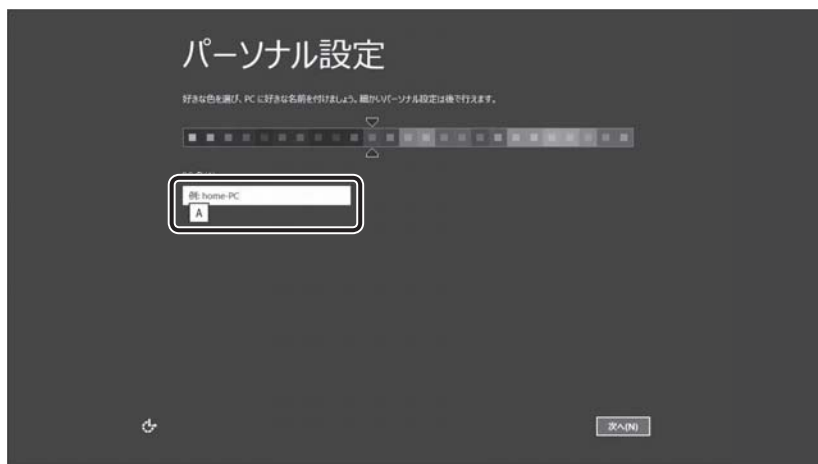 パーソナル設定
好きな色を選び、PC に好きな名前を付けましょう。細かいパーソナル設定は後で行えます。
例: home-PC
A
次へ(N)